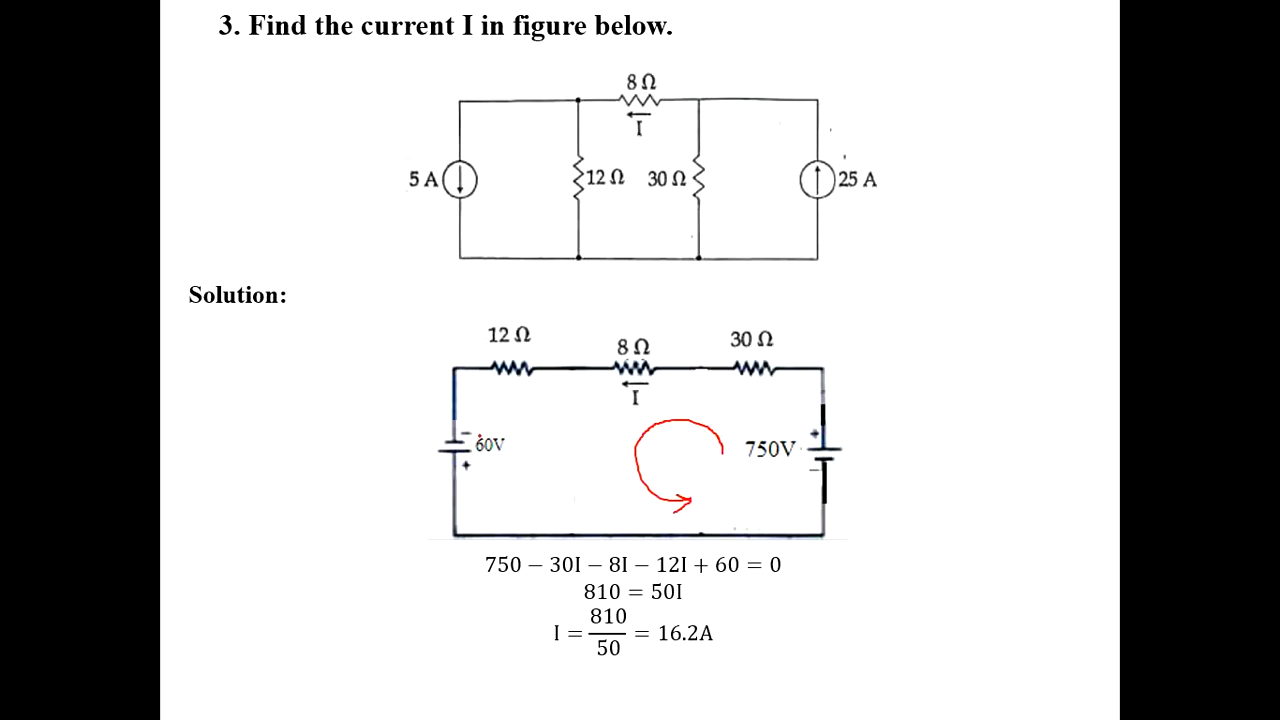 3. Find the current I in figure below.
8 Ω
I
5 A
12 Ω
30 Ω
25 A
Solution:
12 Ω
8 Ω
30 Ω
I
−
60V
+
+
750V
−
750 − 30I − 8I − 12I + 60 = 0
810 = 50I
I = 810/50 = 16.2A